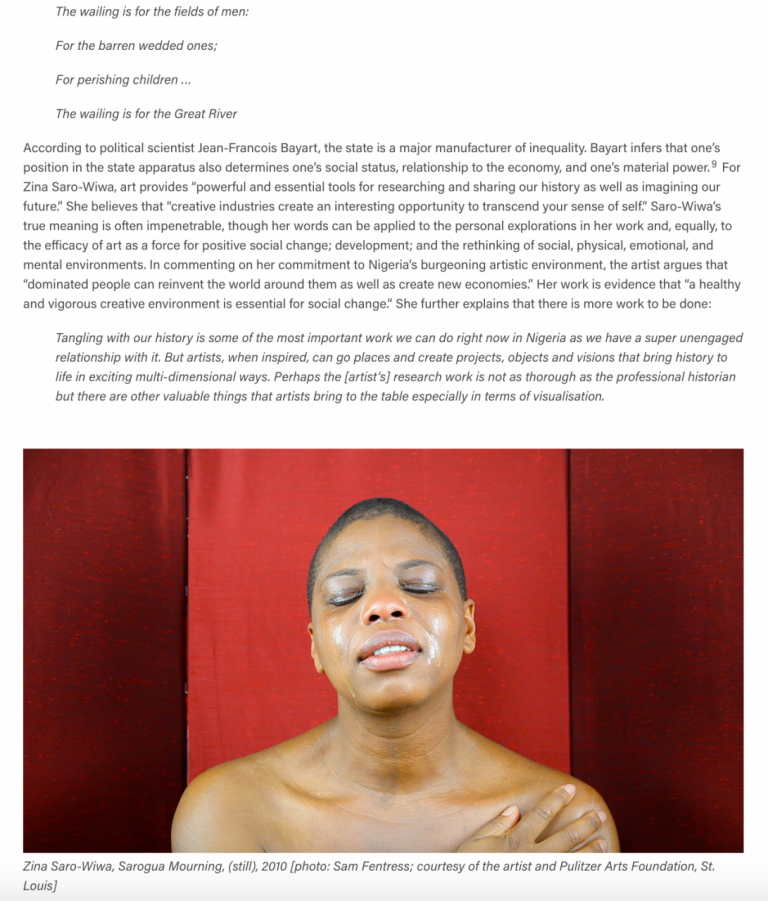 The wailing is for the fields of men:
For the barren wedded ones;
For perishing children ...
The wailing is for the Great River
According to political scientist Jean-Francois Bayart, the state is a major manufacturer of inequality. Bayart infers that one’s
position in the state apparatus also determines one’s social status, relationship to the economy, and one’s material power.⁹ For
Zina Saro-Wiwa, art provides “powerful and essential tools for researching and sharing our history as well as imagining our
future.” She believes that “creative industries create an interesting opportunity to transcend your sense of self.” Saro-Wiwa’s
true meaning is often impenetrable, though her words can be applied to the personal explorations in her work and, equally, to
the efficacy of art as a force for positive social change; development; and the rethinking of social, physical, emotional, and
mental environments. In commenting on her commitment to Nigeria’s burgeoning artistic environment, the artist argues that
“dominated people can reinvent the world around them as well as create new economies.” Her work is evidence that “a healthy
and vigorous creative environment is essential for social change.” She further explains that there is more work to be done:
Tangling with our history is some of the most important work we can do right now in Nigeria as we have a super unengaged
relationship with it. But artists, when inspired, can go places and create projects, objects and visions that bring history to
life in exciting multi-dimensional ways. Perhaps the [artist’s] research work is not as thorough as the professional historian
but there are other valuable things that artists bring to the table especially in terms of visualisation.
Zina Saro-Wiwa, Sarogua Mourning, (still), 2010 [photo: Sam Fentress; courtesy of the artist and Pulitzer Arts Foundation, St.
Louis]